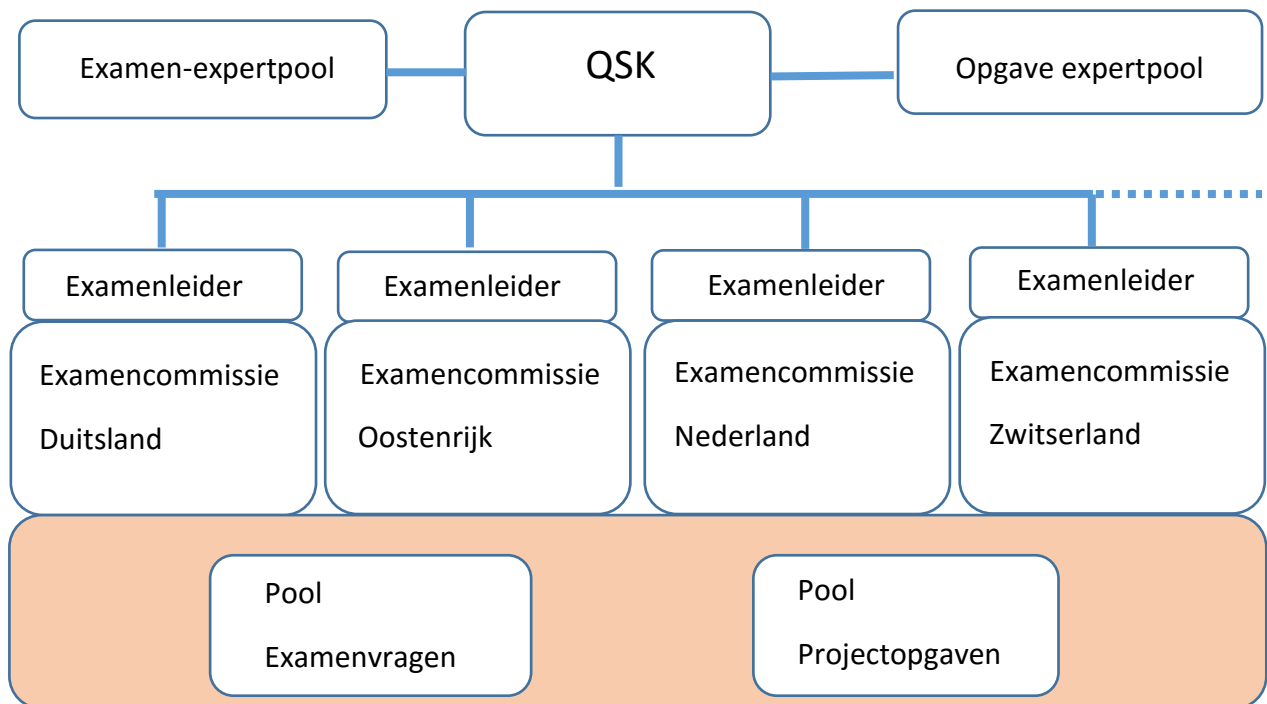 Examen-expertpool
QSK
Opgave expertpool
Examenleider
Examenleider
Examenleider
Examenleider
Examencommissie
Duitsland
Examencommissie
Oostenrijk
Examencommissie
Nederland
Examencommissie
Zwitserland
Pool
Examenvragen
Pool
Projectopgaven